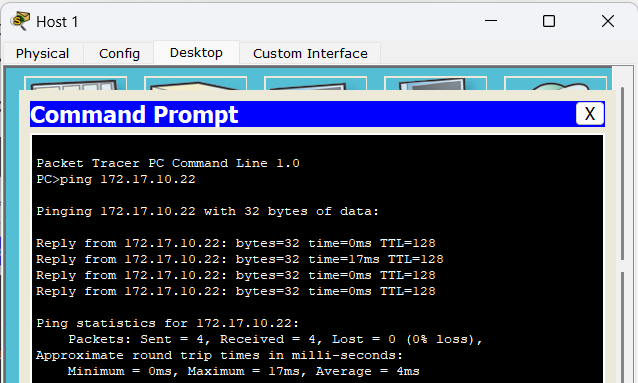 Host 1
Physical Config Desktop Custom Interface
Command Prompt X
Packet Tracer PC Command Line 1.0
PC>ping 172.17.10.22
Pinging 172.17.10.22 with 32 bytes of data:
Reply from 172.17.10.22: bytes=32 time=0ms TTL=128
Reply from 172.17.10.22: bytes=32 time=17ms TTL=128
Reply from 172.17.10.22: bytes=32 time=0ms TTL=128
Reply from 172.17.10.22: bytes=32 time=0ms TTL=128
Ping statistics for 172.17.10.22:
Packets: Sent = 4, Received = 4, Lost = 0 (0% loss),
Approximate round trip times in milli-seconds:
Minimum = 0ms, Maximum = 17ms, Average = 4ms